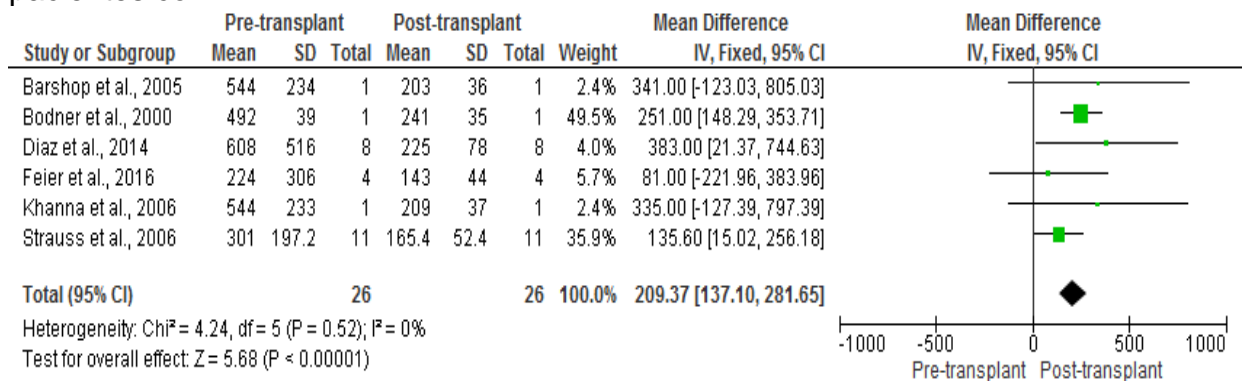 Pre-transplant Post-transplant Mean Difference Mean Difference
Study or Subgroup Mean SD Total Mean SD Total Weight IV, Fixed, 95% CI IV, Fixed, 95% CI
Barshop et al., 2005 544 234 1 203 36 1 2.4% 341.00 [-123.03, 805.03]
Bodner et al., 2000 492 39 1 241 35 1 49.5% 251.00 [148.29, 353.71]
Diaz et al., 2014 608 516 8 225 78 8 4.0% 383.00 [21.37, 744.63]
Feier et al., 2016 224 306 4 143 44 4 5.7% 81.00 [-221.96, 383.96]
Khanna et al., 2006 544 233 1 209 37 1 2.4% 335.00 [-127.39, 797.39]
Strauss et al., 2006 301 197.2 11 165.4 52.4 11 35.9% 135.60 [15.02, 256.18]
Total (95% CI) 26 26 100.0% 209.37 [137.10, 281.65]
Heterogeneity: Chi² = 4.24, df = 5 (P = 0.52); I² = 0%
Test for overall effect: Z = 5.68 (P < 0.00001)
-1000 -500 0 500 1000
Pre-transplant Post-transplant